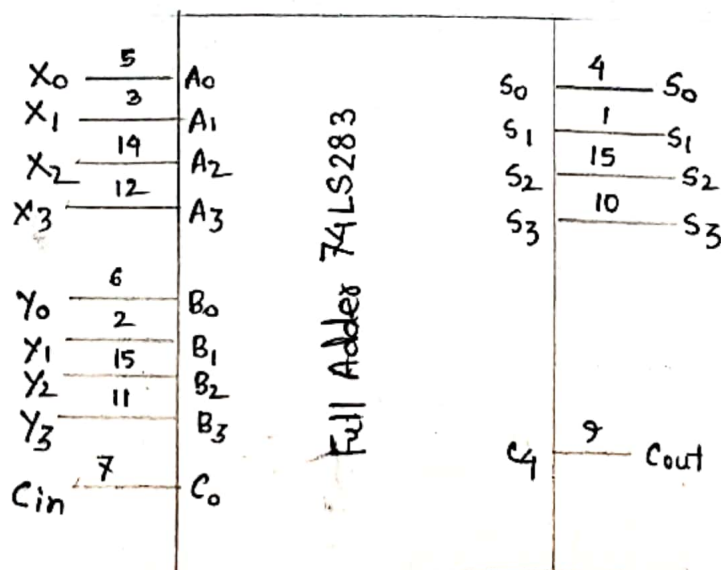 5
X0 A0
3
X1 A1
14
X2 A2
12
X3 A3
6
Y0 B0
2
Y1 B1
15
Y2 B2
11
Y3 B3
7
Cin C0
Full Adder 74LS283
4
S0 S0
1
S1 S1
15
S2 S2
10
S3 S3
9
C4 Cout